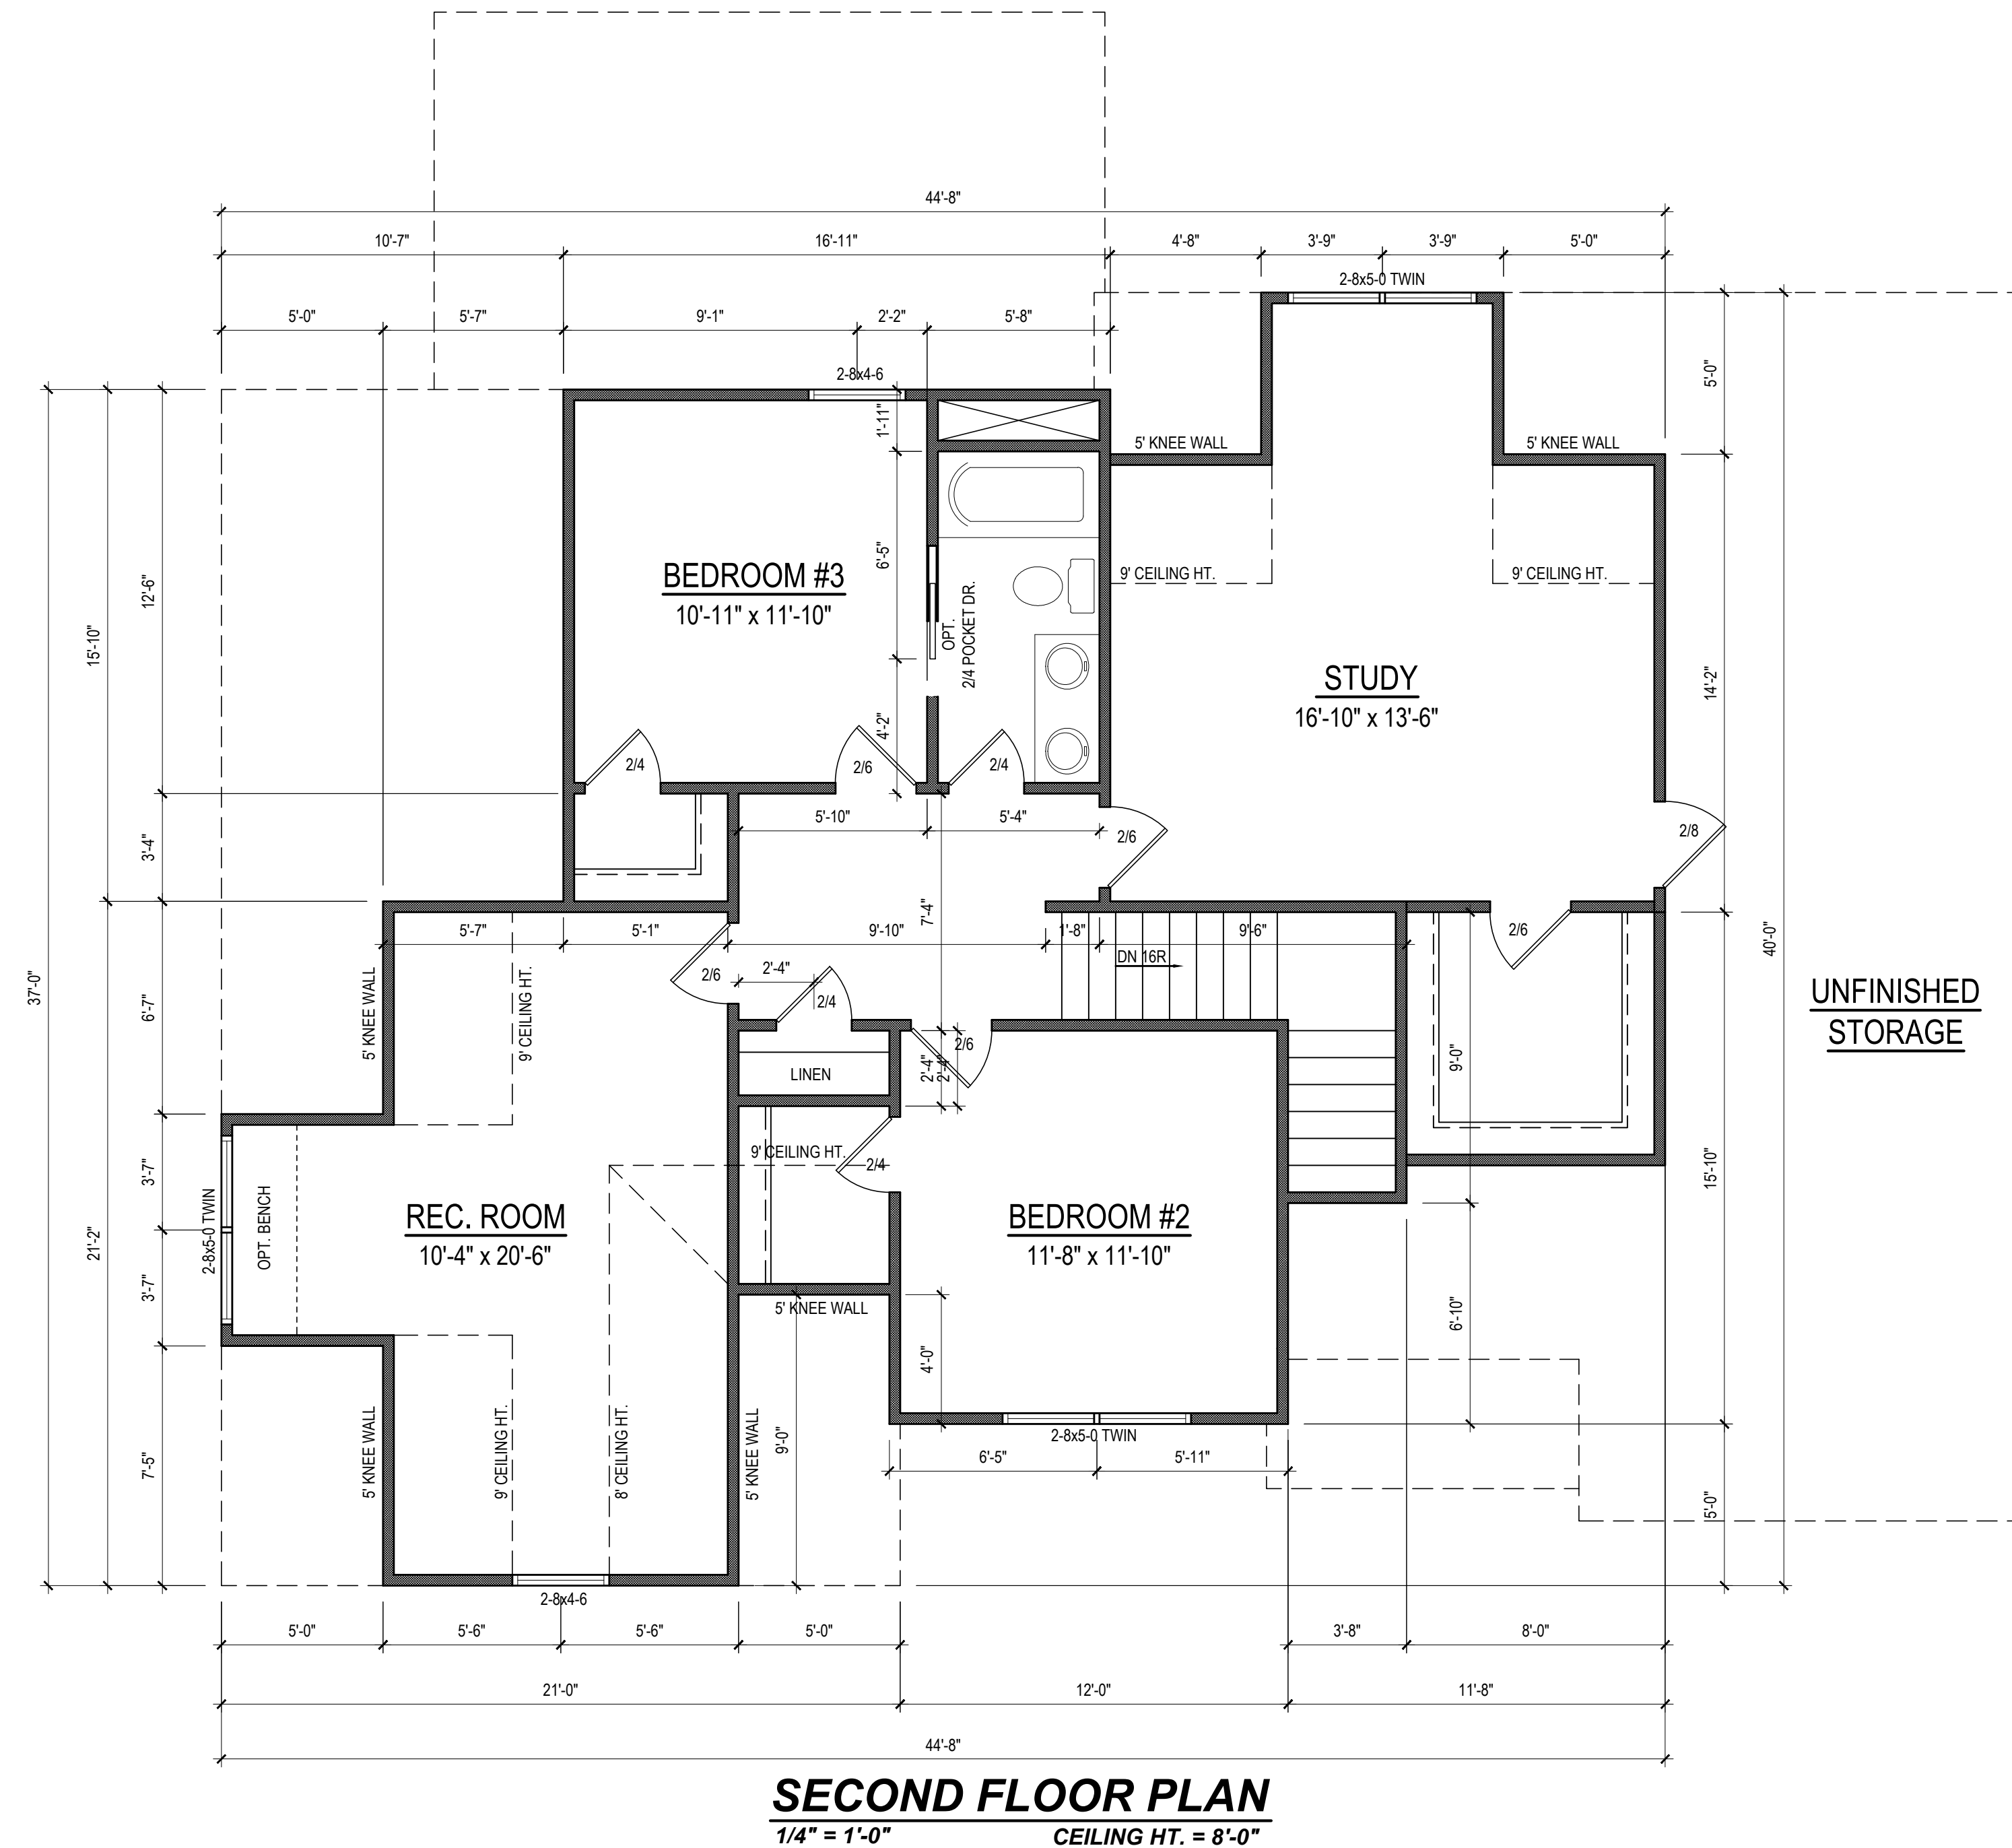 44'-8"
10'-7"
16'-11"
4'-8"
3'-9"
3'-9"
5'-0"
2-8x5-0 TWIN
5'-0"
5'-7"
9'-1"
2'-2"
5'-8"
2-8x4-6
1'-11"
5'-0"
5' KNEE WALL
5' KNEE WALL
12'-6"
15'-10"
6'-5"
BEDROOM #3
10'-11" x 11'-10"
OPT.
2/4 POCKET DR.
9' CEILING HT.
9' CEILING HT.
STUDY
16'-10" x 13'-6"
14'-2"
4'-2"
2/4
2/6
2/4
5'-10"
5'-4"
2/6
2/8
3'-4"
7'-4"
5'-7"
5'-1"
9'-10"
1'-8"
9'-6"
2/6
40'-0"
37'-0"
DN 16R
2/6
2'-4"
2/4
5' KNEE WALL
9' CEILING HT.
6'-7"
UNFINISHED
STORAGE
2/6
2'-4"
2'-4"
9'-0"
LINEN
9' CEILING HT.
2/4
3'-7"
15'-10"
2-8x5-0 TWIN
OPT. BENCH
REC. ROOM
10'-4" x 20'-6"
BEDROOM #2
11'-8" x 11'-10"
21'-2"
3'-7"
5' KNEE WALL
6'-10"
4'-0"
5' KNEE WALL
9' CEILING HT.
8' CEILING HT.
5' KNEE WALL
9'-0"
2-8x5-0 TWIN
6'-5"
5'-11"
7'-5"
5'-0"
2-8x4-6
5'-0"
5'-6"
5'-6"
5'-0"
3'-8"
8'-0"
21'-0"
12'-0"
11'-8"
44'-8"
SECOND FLOOR PLAN
1/4" = 1'-0"
CEILING HT. = 8'-0"